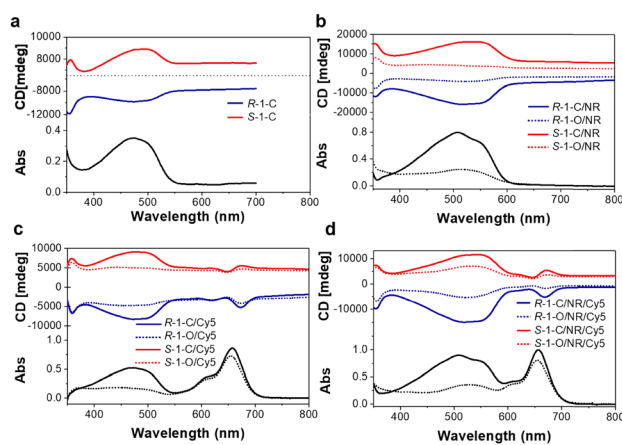 a
CD[mdeg]
10000
8000
-8000
-12000
R-1-C
S-1-C
Abs
0.4
0.2
0.0
400 500 600 700 800
Wavelength (nm)
b
CD [mdeg]
20000
10000
0
-10000
-20000
R-1-C/NR
R-1-O/NR
S-1-C/NR
S-1-O/NR
Abs
0.8
0.4
0.0
400 500 600 700 800
Wavelength (nm)
c
CD [mdeg]
10000
5000
0
-5000
-10000
R-1-C/Cy5
R-1-O/Cy5
S-1-C/Cy5
S-1-O/Cy5
Abs
0.8
0.4
0.0
400 500 600 700 800
Wavelength (nm)
d
CD [mdeg]
10000
0
-10000
R-1-C/NR/Cy5
R-1-O/NR/Cy5
S-1-C/NR/Cy5
S-1-O/NR/Cy5
Abs
1.0
0.5
0.0
400 500 600 700 800
Wavelength (nm)